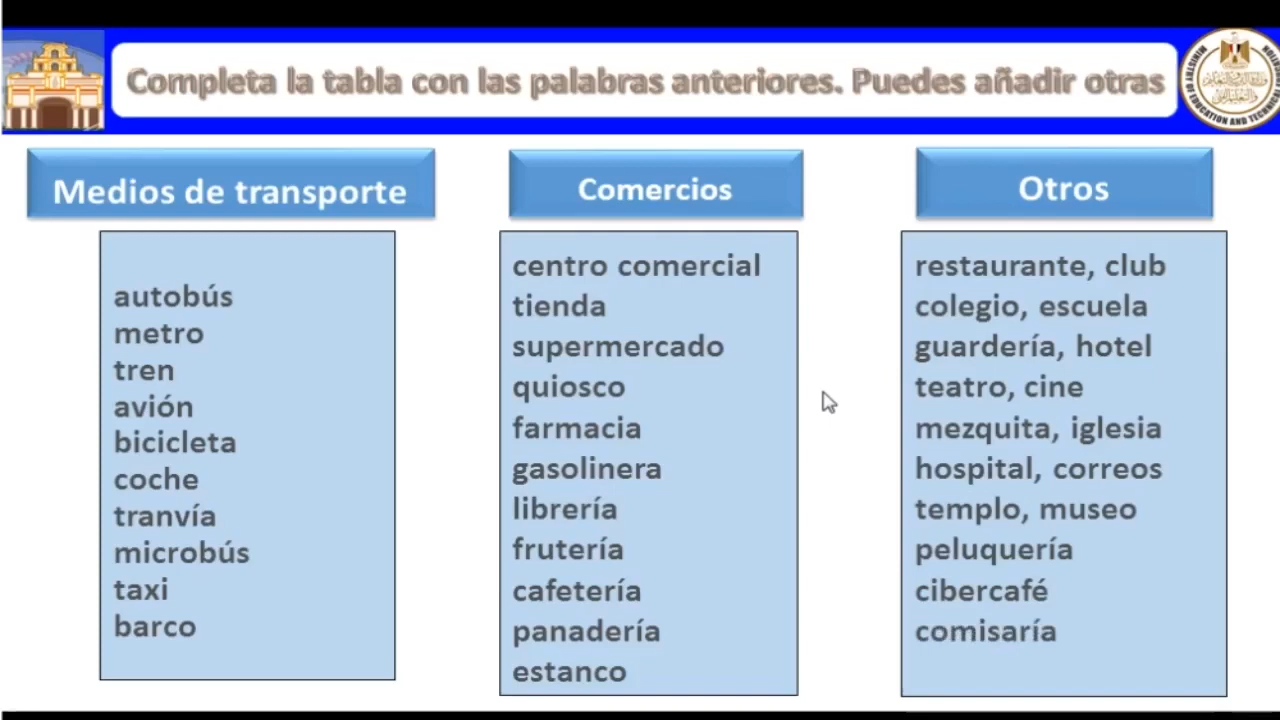 Completa la tabla con las palabras anteriores. Puedes añadir otras
Medios de transporte
autobús
metro
tren
avión
bicicleta
coche
tranvía
microbús
taxi
barco
Comercios
centro comercial
tienda
supermercado
quiosco
farmacia
gasolinera
librería
frutería
cafetería
panadería
estanco
Otros
restaurante, club
colegio, escuela
guardería, hotel
teatro, cine
mezquita, iglesia
hospital, correos
templo, museo
peluquería
cibercafé
comisaría